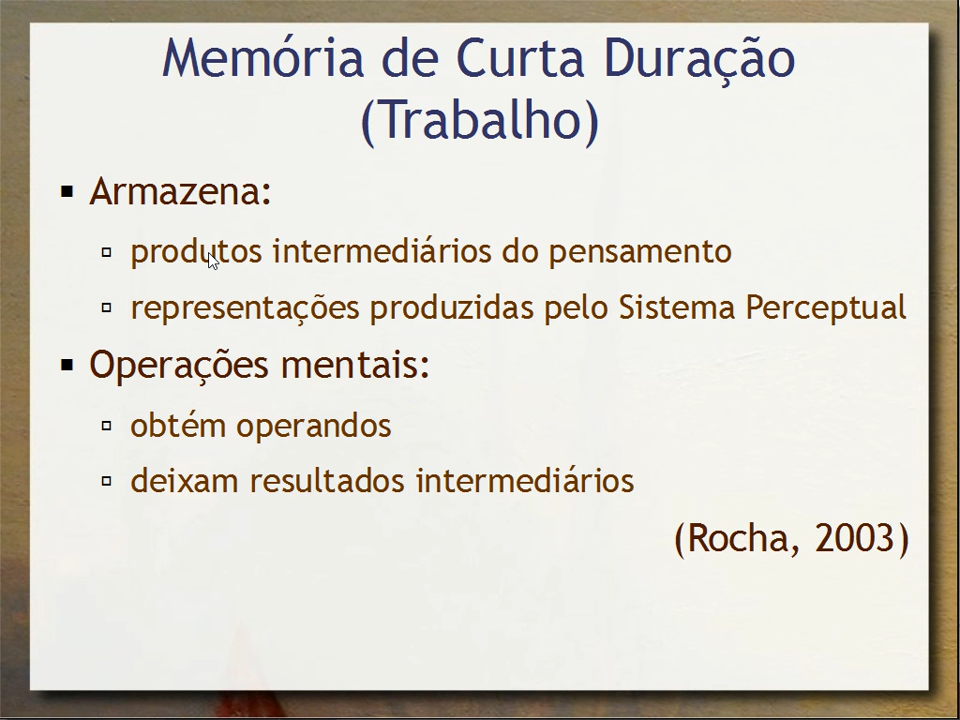 Memória de Curta Duração
(Trabalho)
Armazena:
produtos intermediários do pensamento
representações produzidas pelo Sistema Perceptual
Operações mentais:
obtém operandos
deixam resultados intermediários
(Rocha, 2003)